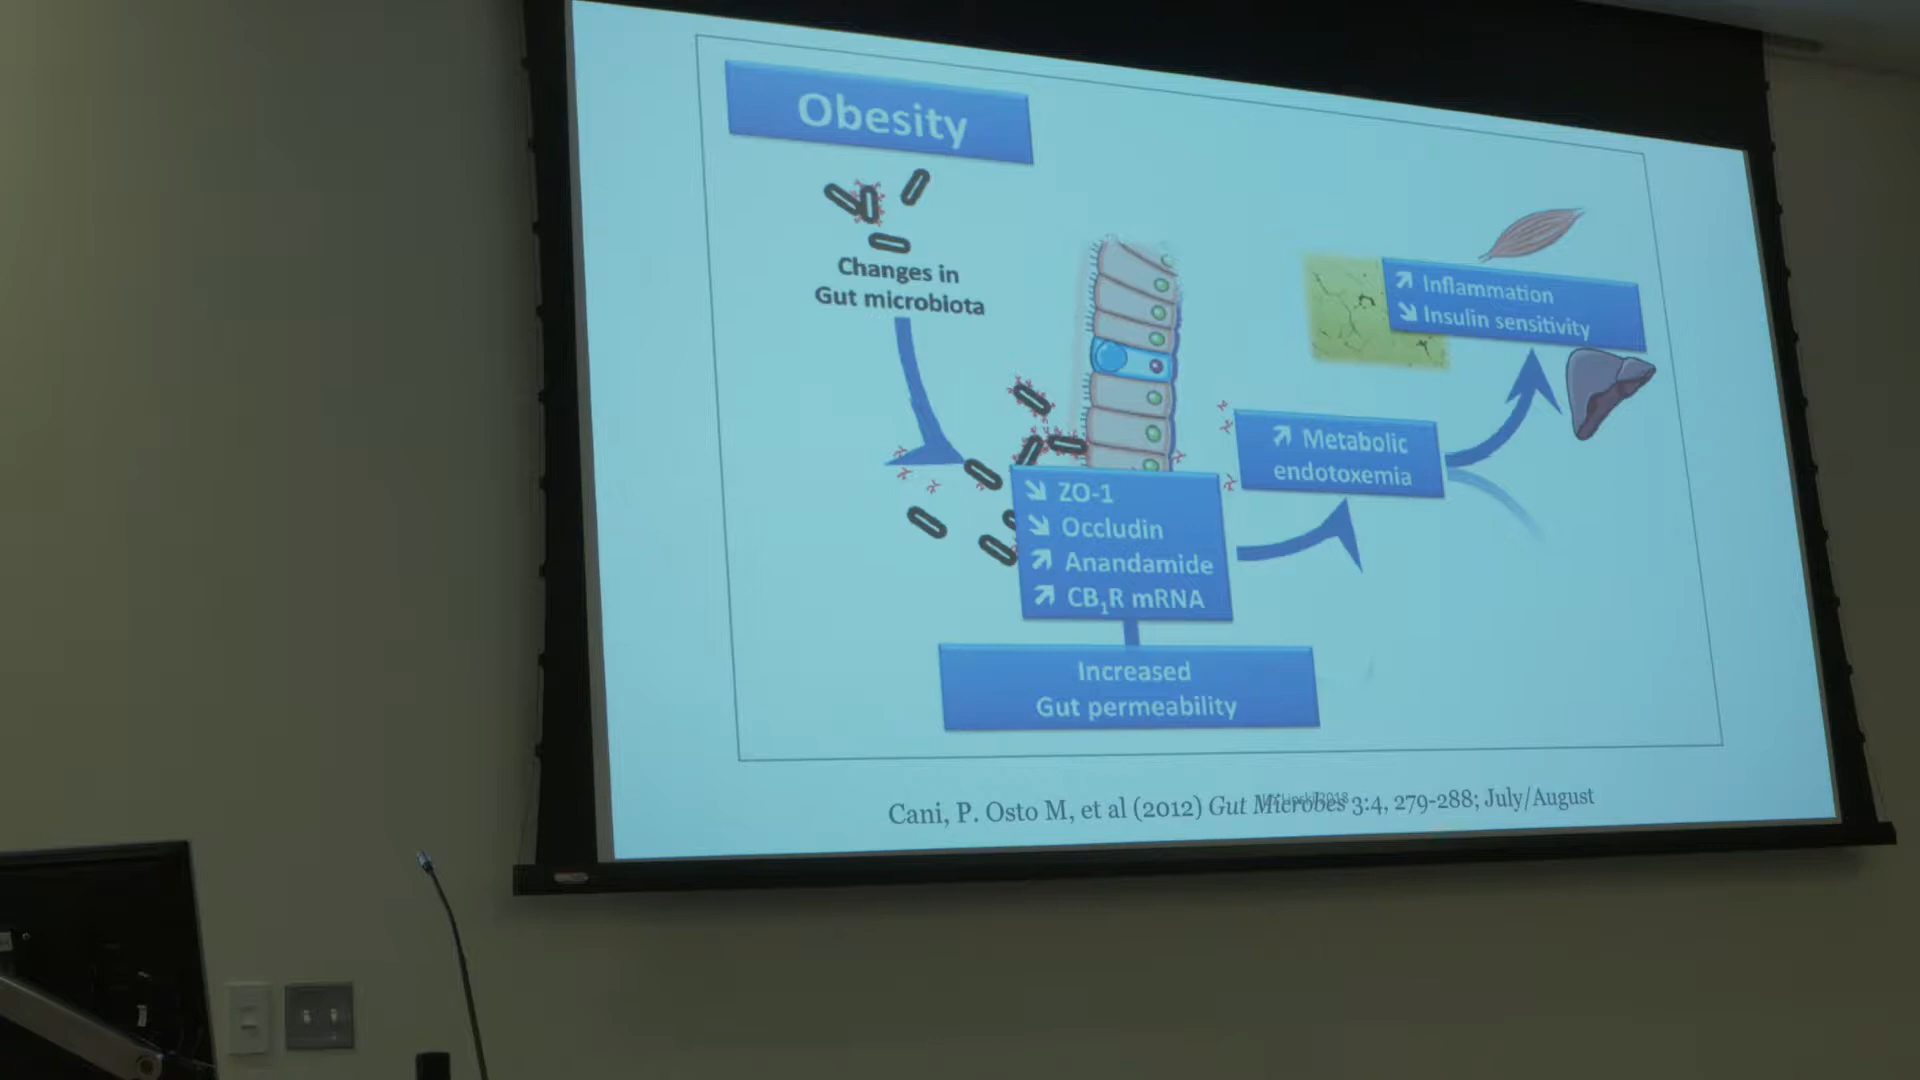 Obesity
Changes in
Gut microbiota
↘ ZO-1
↘ Occludin
↗ Anandamide
↗ CB₁R mRNA
Increased
Gut permeability
↗ Metabolic
endotoxemia
↗ Inflammation
↘ Insulin sensitivity
Cani, P. Osto M, et al (2012) Gut Microbes 3:4, 279-288; July/August